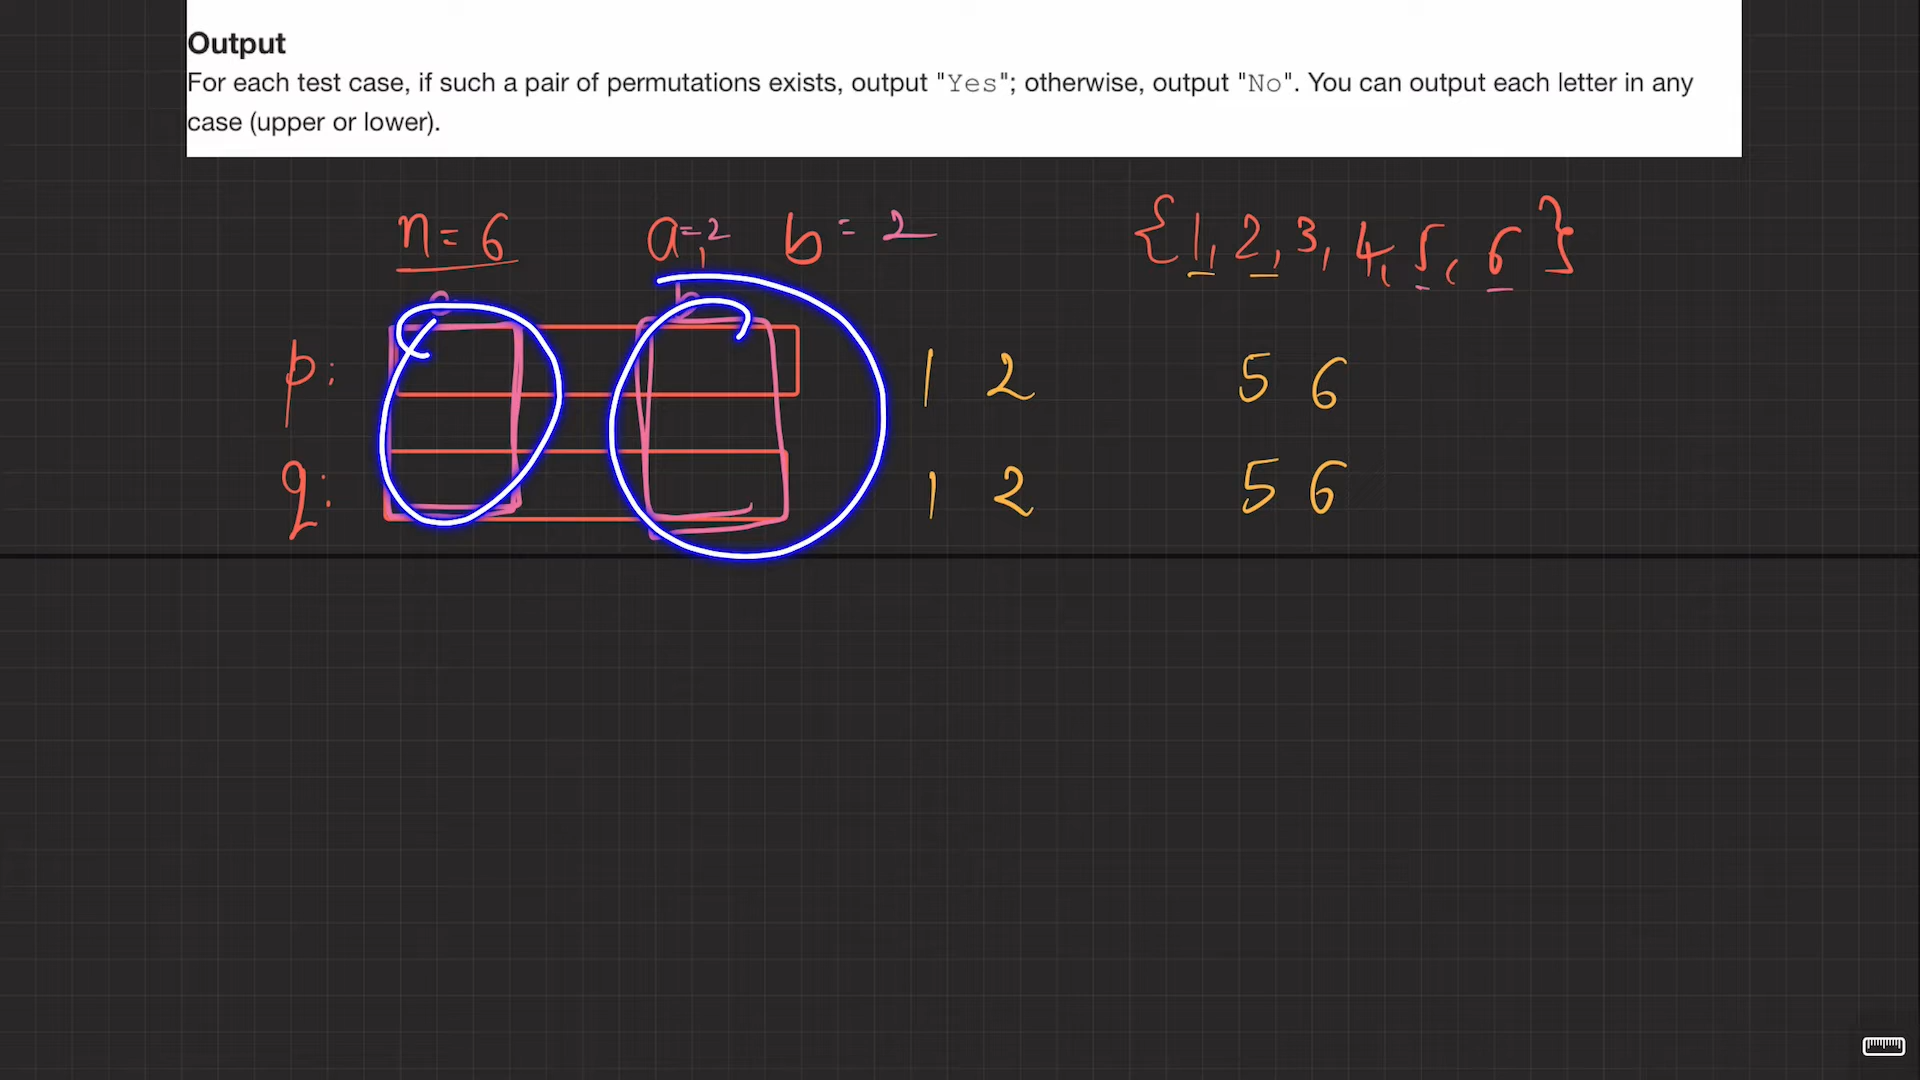 Output
For each test case, if such a pair of permutations exists, output "Yes"; otherwise, output "No". You can output each letter in any
case (upper or lower).
n = 6 a = 2, b = 2 {1, 2, 3, 4, 5, 6}
a b
p: 1 2 5 6
q: 1 2 5 6